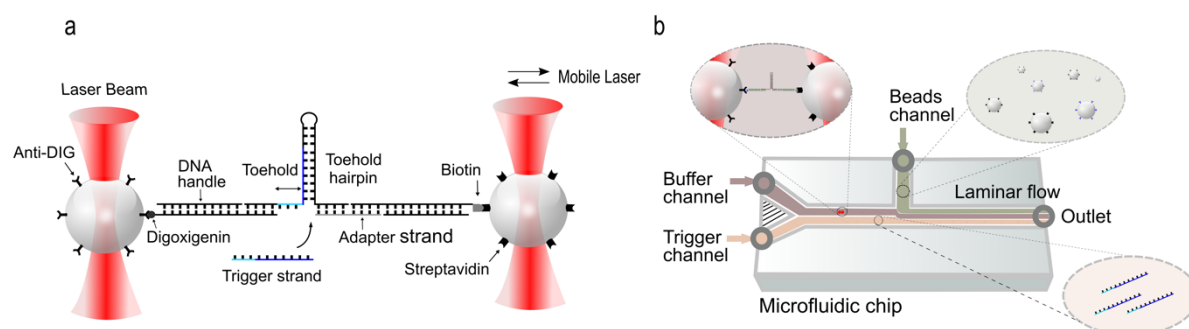 a
Laser Beam
Mobile Laser
Anti-DIG
DNA
handle
Toehold
Toehold
hairpin
Biotin
Digoxigenin
Adapter strand
Trigger strand
Streptavidin
b
Beads
channel
Buffer
channel
Laminar flow
Outlet
Trigger
channel
Microfluidic chip